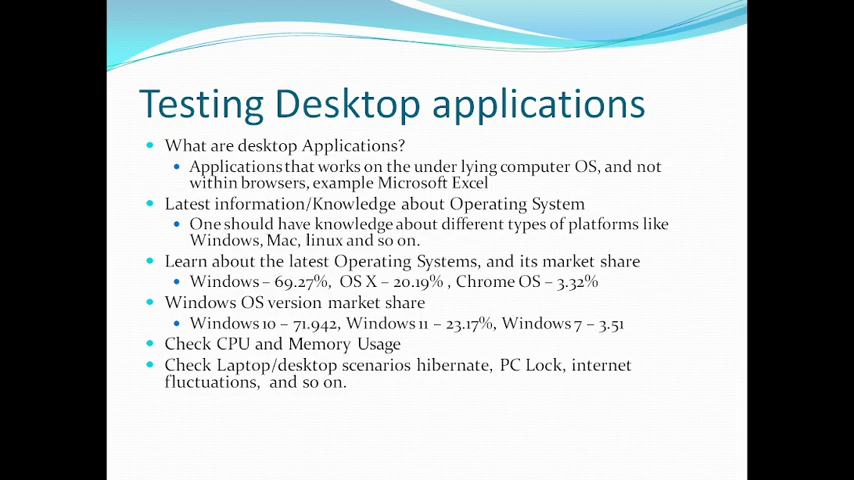 Testing Desktop applications
What are desktop Applications?
Applications that works on the under lying computer OS, and not
within browsers, example Microsoft Excel
Latest information/Knowledge about Operating System
One should have knowledge about different types of platforms like
Windows, Mac, linux and so on.
Learn about the latest Operating Systems, and its market share
Windows – 69.27%, OS X – 20.19% , Chrome OS – 3.32%
Windows OS version market share
Windows 10 – 71.942, Windows 11 – 23.17%, Windows 7 – 3.51
Check CPU and Memory Usage
Check Laptop/desktop scenarios hibernate, PC Lock, internet
fluctuations, and so on.